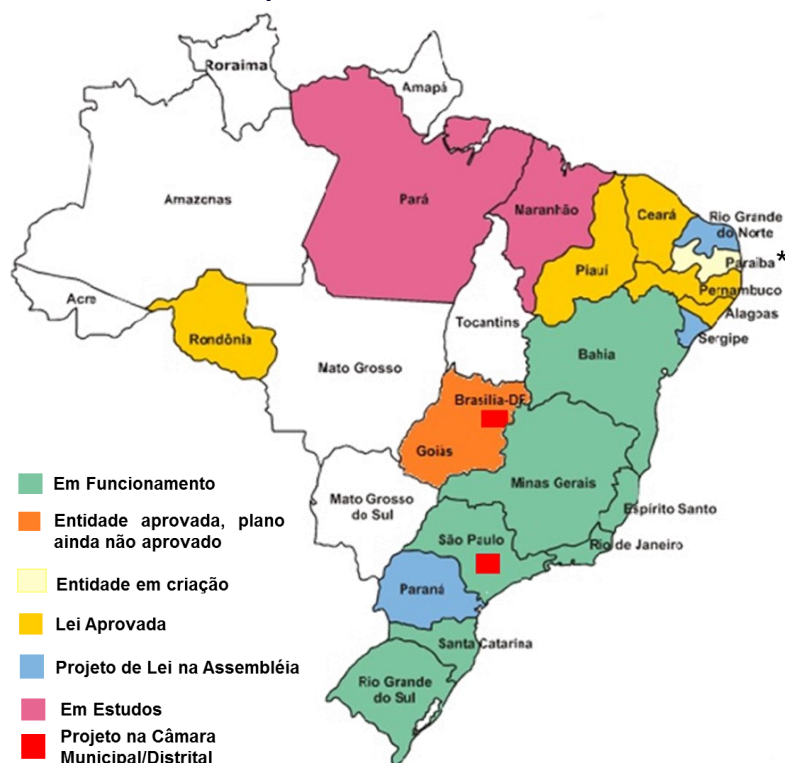 Roraima
Amapá
Amazonas
Pará
Maranhão
Ceará
Rio Grande
do Norte
Paraíba*
Piauí
Pernambuco
Acre
Alagoas
Tocantins
Sergipe
Rondônia
Bahia
Mato Grosso
Brasilia-DF
Goiás
Minas Gerais
Mato Grosso
do Sul
Espírito Santo
São Paulo
Rio de Janeiro
Paraná
Santa Catarina
Rio Grande
do Sul
Em Funcionamento
Entidade aprovada, plano
ainda não aprovado
Entidade em criação
Lei Aprovada
Projeto de Lei na Assembléia
Em Estudos
Projeto na Câmara
Municipal/Distrital